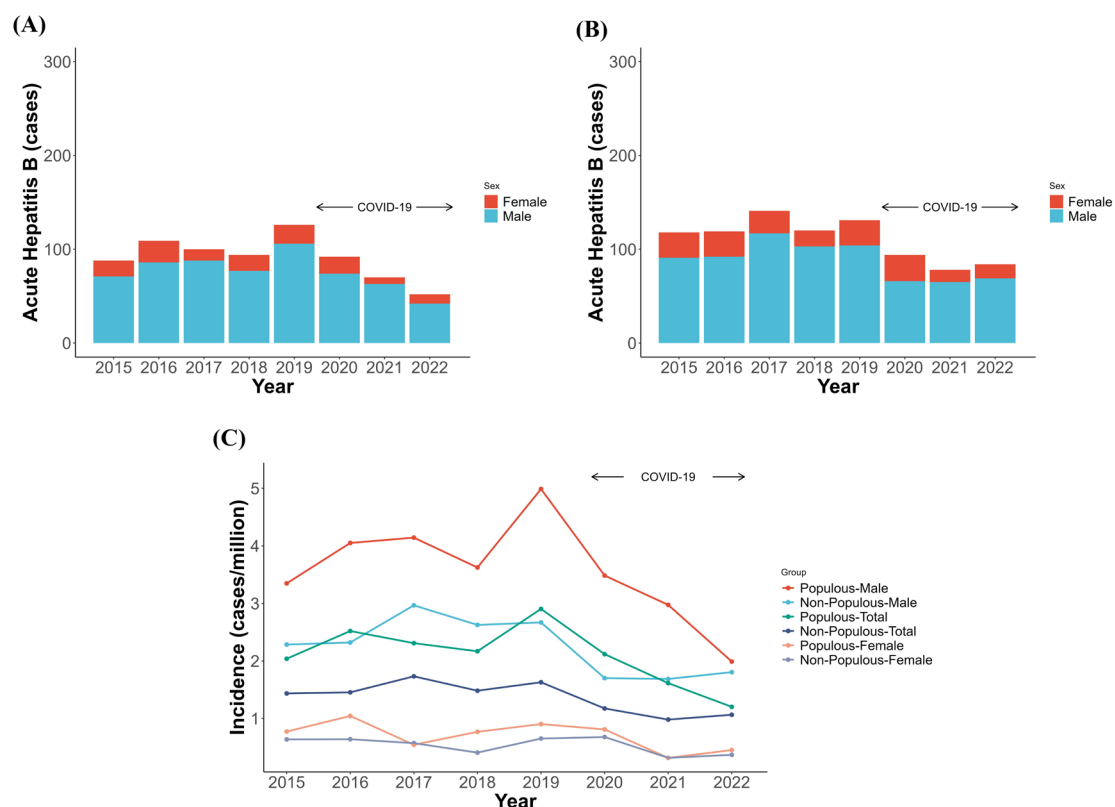 (A)
Acute Hepatitis B (cases)
300
200
100
0
COVID-19
Sex
Female
Male
2015 2016 2017 2018 2019 2020 2021 2022
Year
(B)
Acute Hepatitis B (cases)
300
200
100
0
COVID-19
Sex
Female
Male
2015 2016 2017 2018 2019 2020 2021 2022
Year
(C)
Incidence (cases/million)
5
4
3
2
1
COVID-19
Group
Populous-Male
Non-Populous-Male
Populous-Total
Non-Populous-Total
Populous-Female
Non-Populous-Female
2015 2016 2017 2018 2019 2020 2021 2022
Year